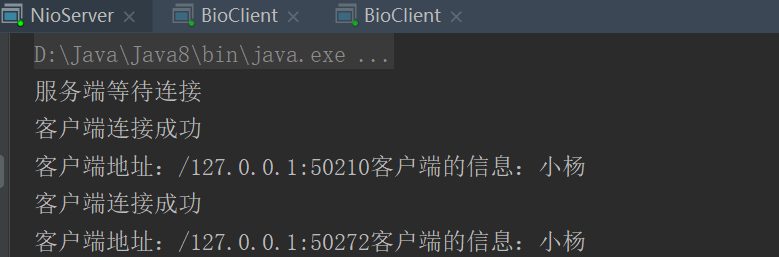 NioServer BioClient BioClient
D:\Java\Java8\bin\java.exe ...
服务端等待连接
客户端连接成功
客户端地址：/127.0.0.1:50210客户端的信息：小杨
客户端连接成功
客户端地址：/127.0.0.1:50272客户端的信息：小杨